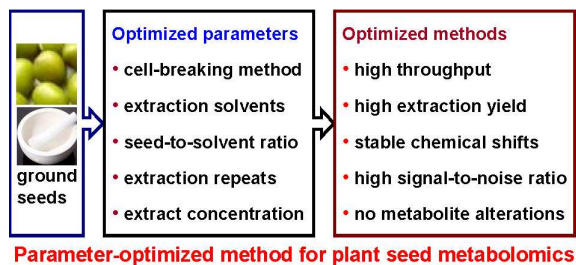 ground
seeds
Optimized parameters
• cell-breaking method
• extraction solvents
• seed-to-solvent ratio
• extraction repeats
• extract concentration
Optimized methods
• high throughput
• high extraction yield
• stable chemical shifts
• high signal-to-noise ratio
• no metabolite alterations
Parameter-optimized method for plant seed metabolomics